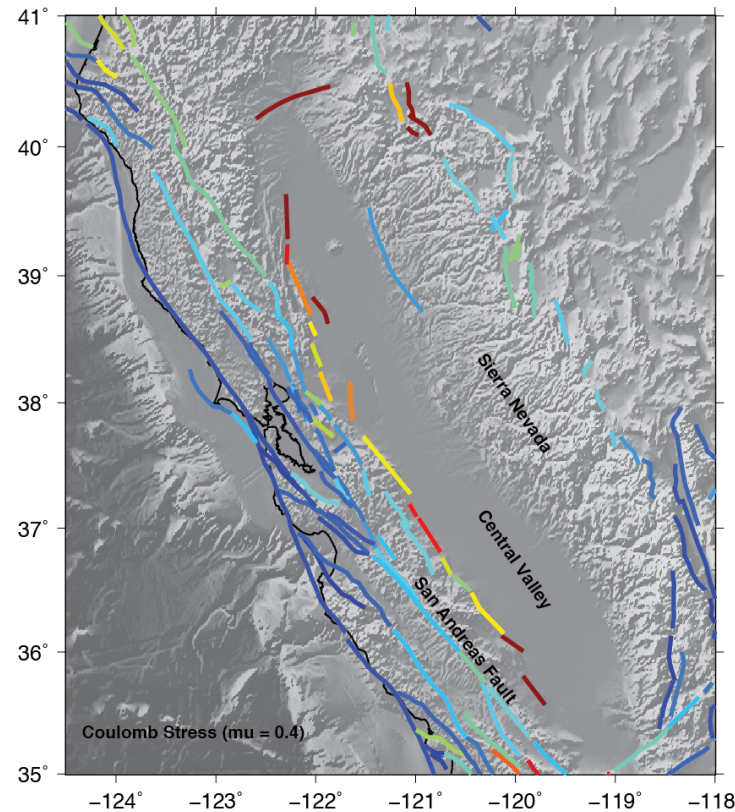 41°
40°
39°
38°
37°
36°
35°
Sierra Nevada
Central Valley
San Andreas Fault
Coulomb Stress (mu = 0.4)
−124° −123° −122° −121° −120° −119° −118°